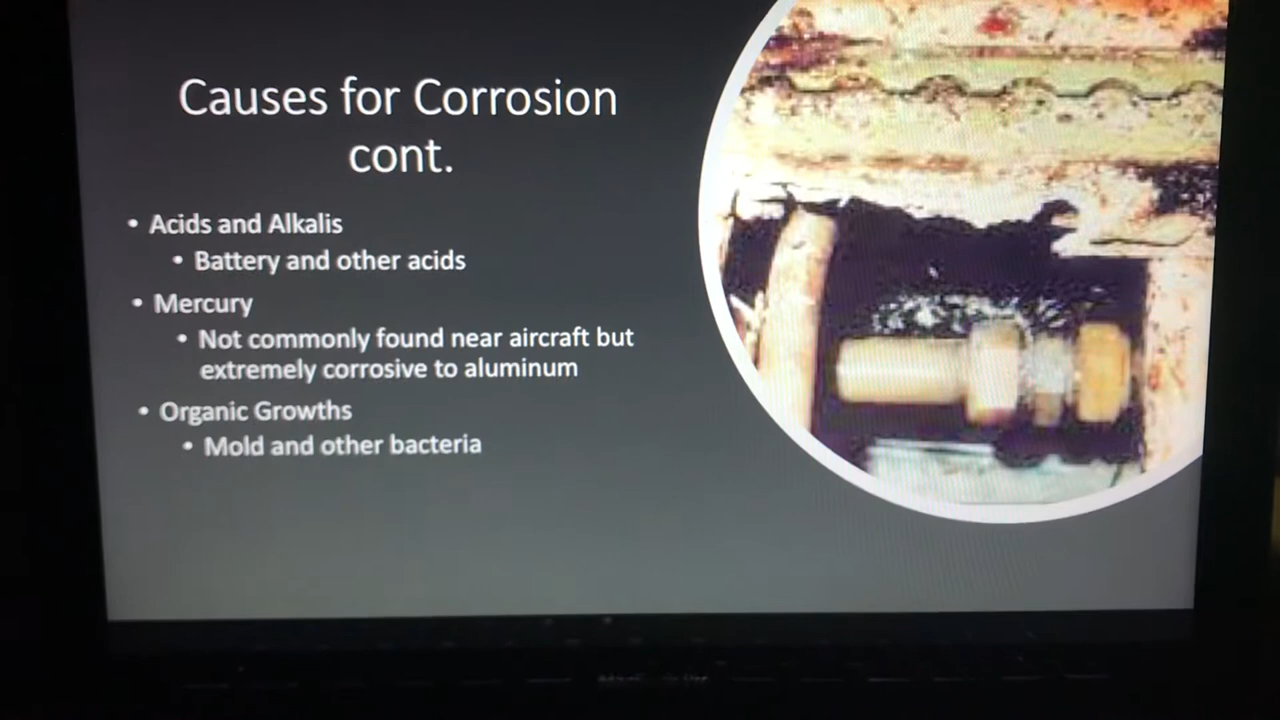 Causes for Corrosion
cont.
• Acids and Alkalis
• Battery and other acids
• Mercury
• Not commonly found near aircraft but
extremely corrosive to aluminum
• Organic Growths
• Mold and other bacteria